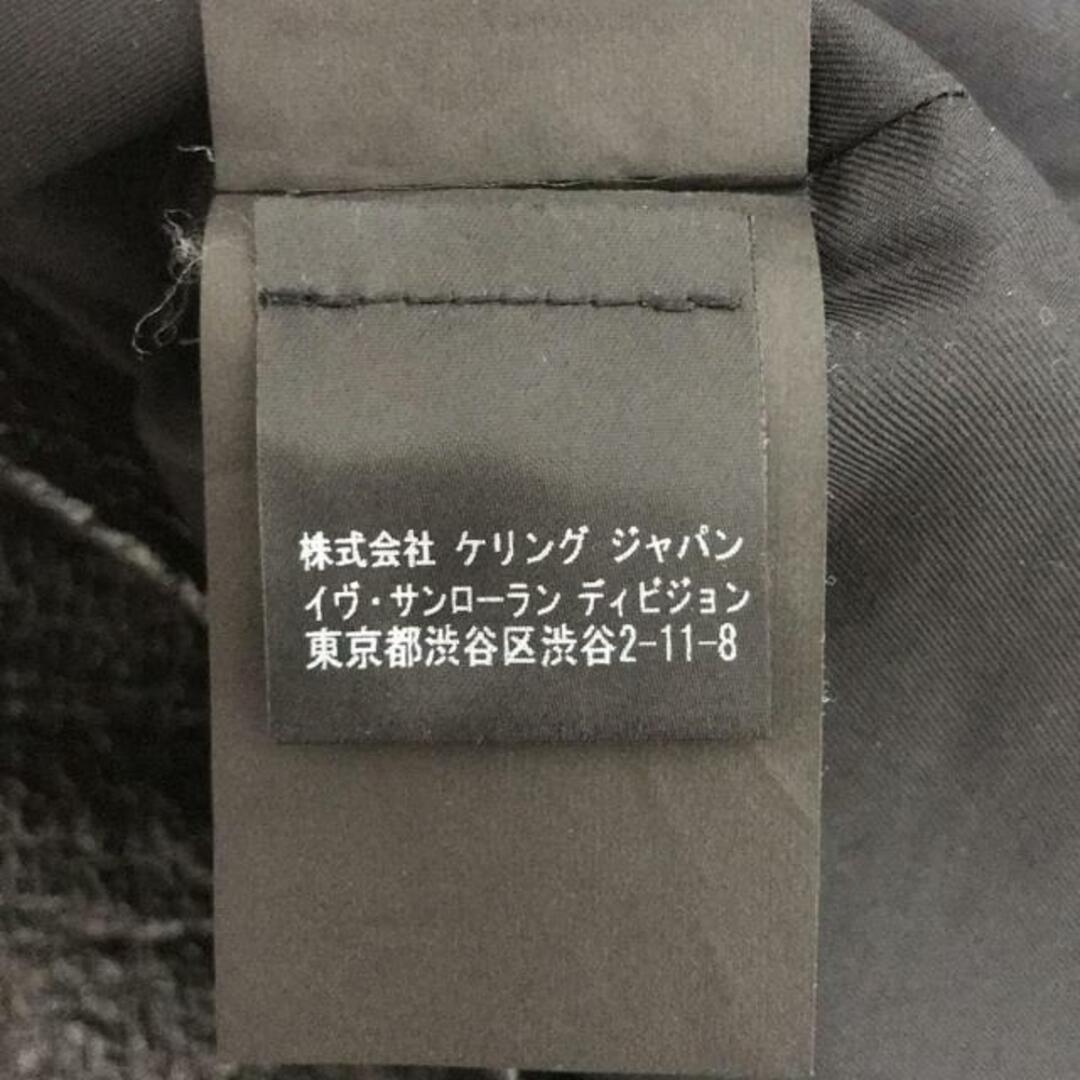 株式会社 ケリング ジャパン
イヴ・サンローラン ディビジョン
東京都渋谷区渋谷2-11-8